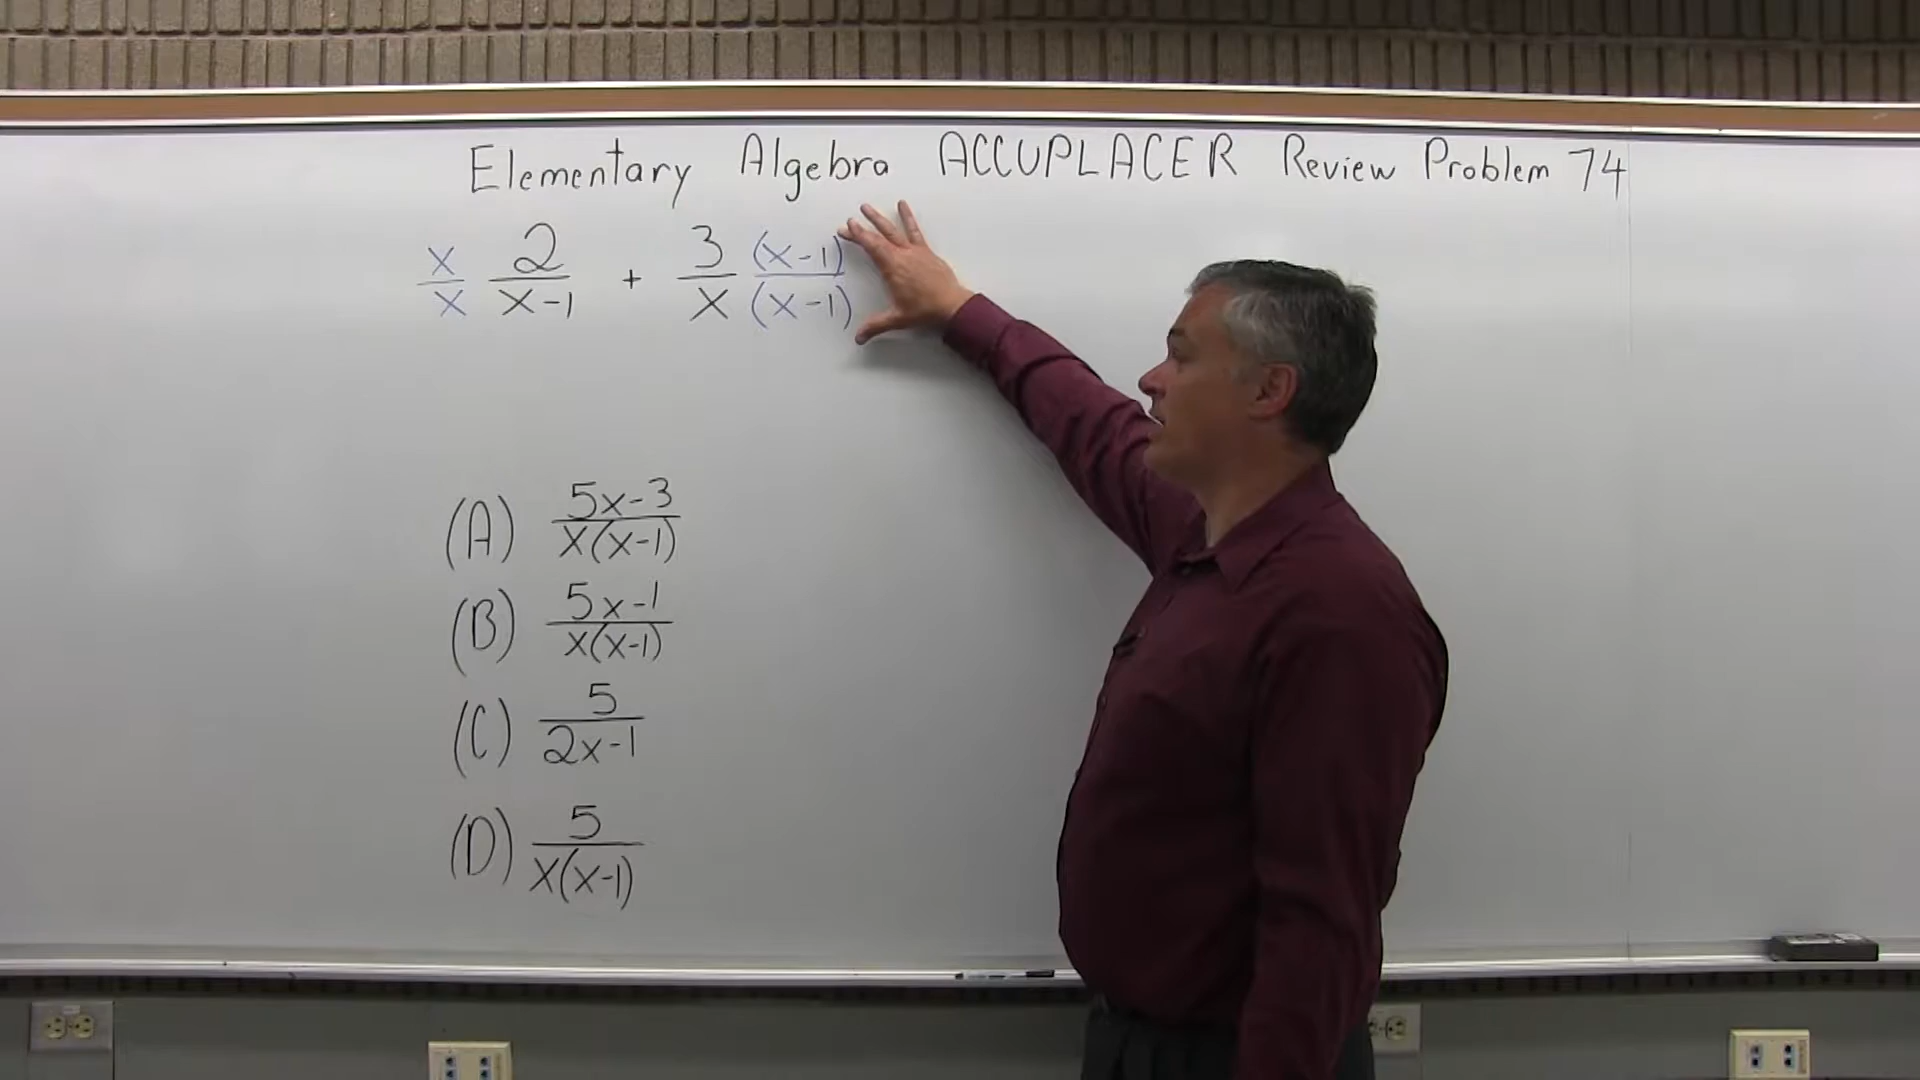 Elementary Algebra ACCUPLACER Review Problem 74
x/x 2/(x-1) + 3/x (x-1)/(x-1)
(A) (5x-3)/(x(x-1))
(B) (5x-1)/(x(x-1))
(C) 5/(2x-1)
(D) 5/(x(x-1))